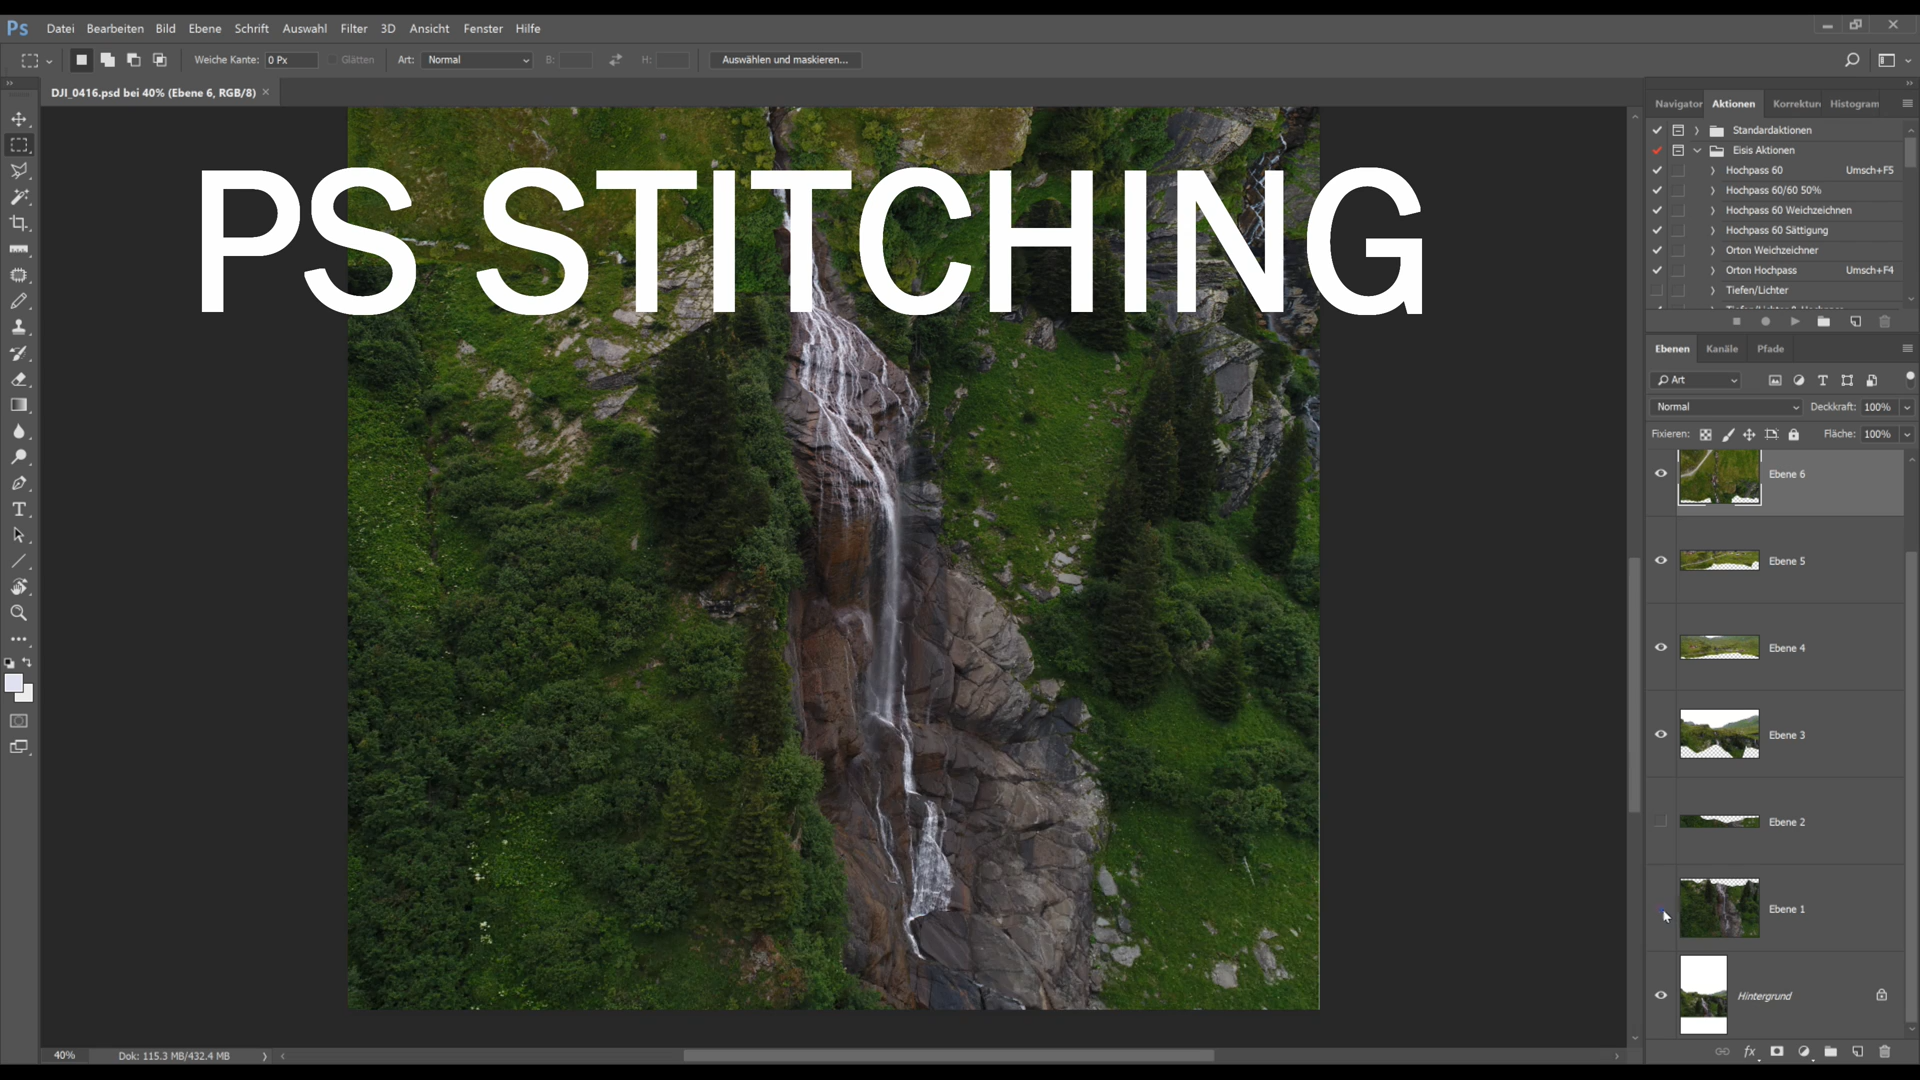 Ps Datei Bearbeiten Bild Ebene Schrift Auswahl Filter 3D Ansicht Fenster Hilfe
Weiche Kante: 0 Px Glätten Art: Normal B: H: Auswählen und maskieren...
DJI_0416.psd bei 40% (Ebene 6, RGB/8) ×
PS STITCHING
Navigator Aktionen Korrektun Histogram
Standardaktionen
Eisis Aktionen
Hochpass 60 Umsch+F5
Hochpass 60/60 50%
Hochpass 60 Weichzeichnen
Hochpass 60 Sättigung
Orton Weichzeichner
Orton Hochpass Umsch+F4
Tiefen/Lichter
Ebenen Kanäle Pfade
Art
Normal Deckkraft: 100%
Fixieren: Fläche: 100%
Ebene 6
Ebene 5
Ebene 4
Ebene 3
Ebene 2
Ebene 1
Hintergrund
fx
40% Dok: 115.3 MB/432.4 MB